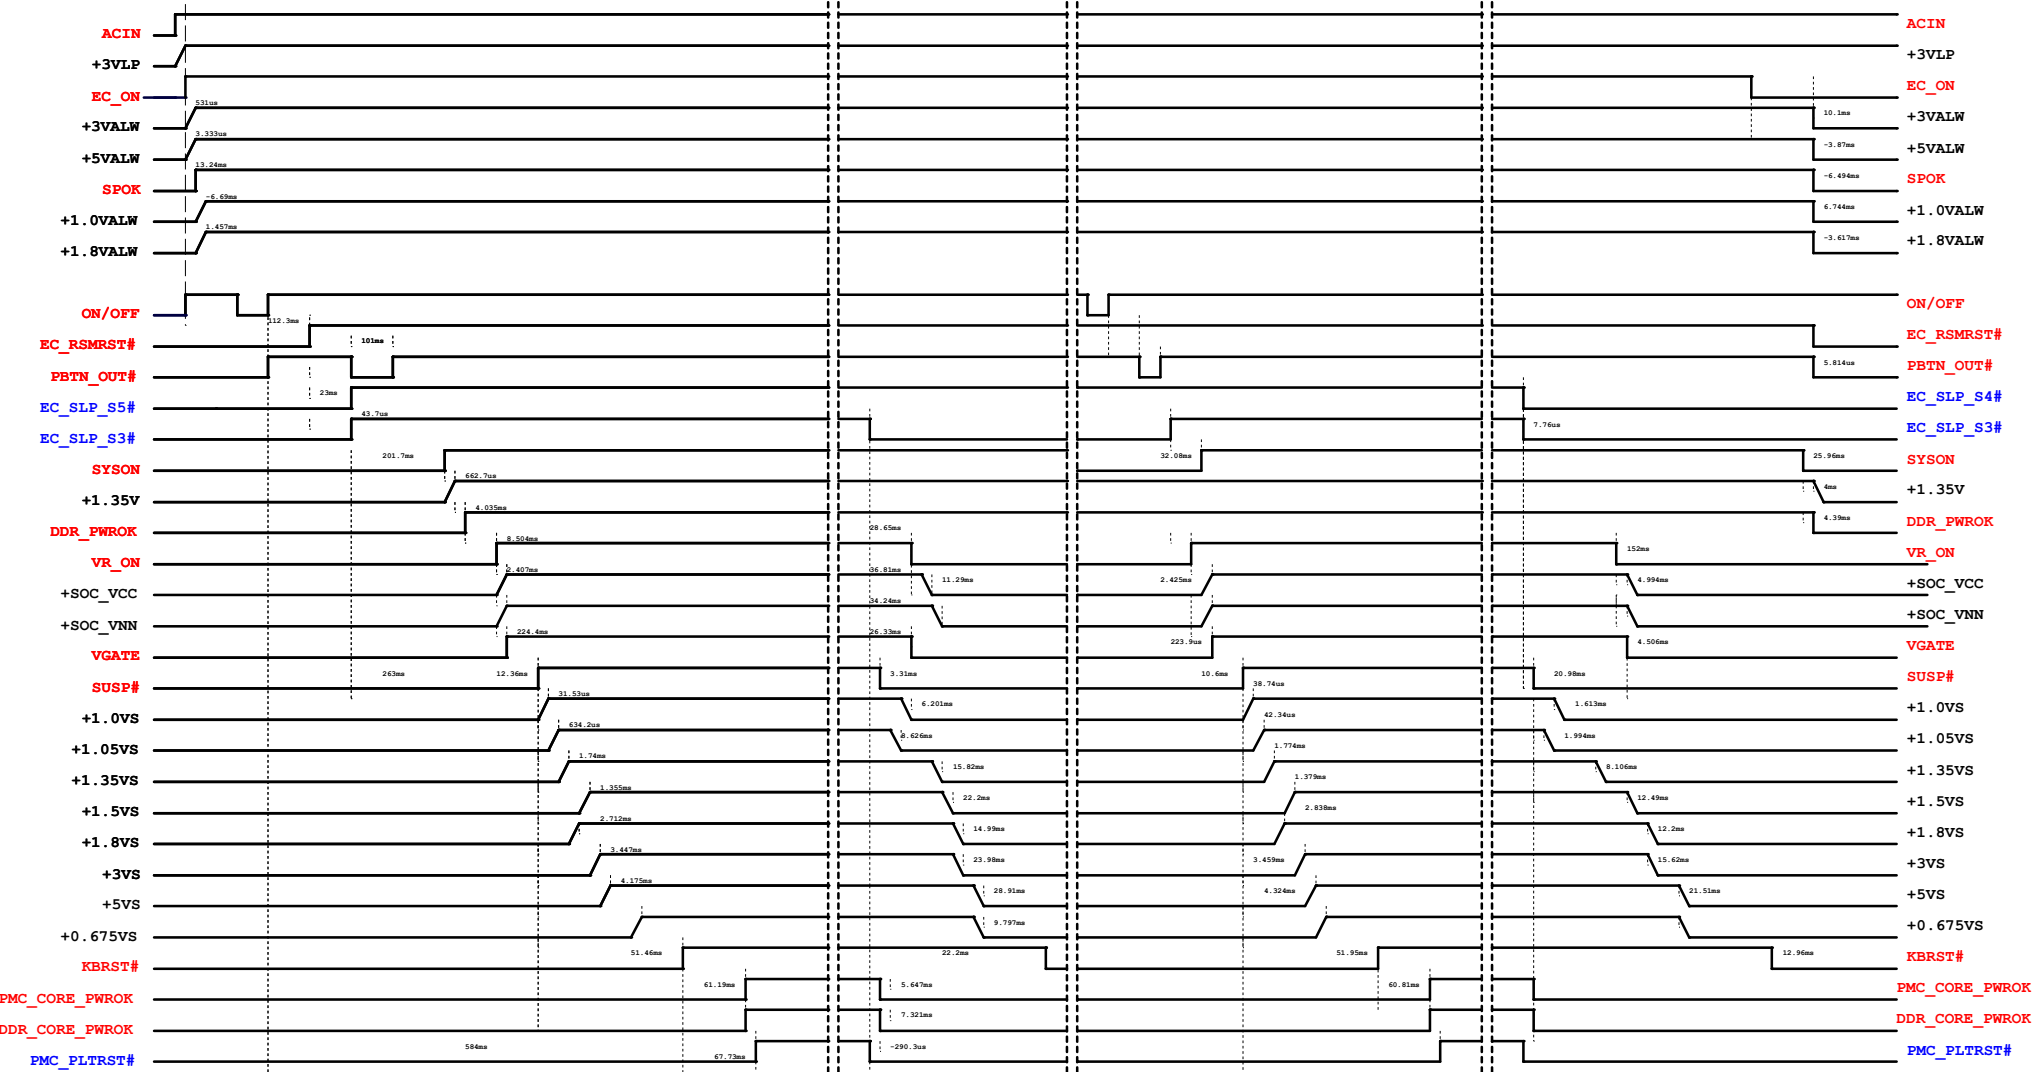 ACIN ACIN
+3VLP +3VLP
EC_ON EC_ON
531us
+3VALW 10.1ms +3VALW
3.333us
+5VALW -3.87ms +5VALW
13.24ms
SPOK -6.494ms SPOK
-6.69ms
+1.0VALW 6.744ms +1.0VALW
1.457ms
+1.8VALW -3.617ms +1.8VALW
ON/OFF ON/OFF
112.3ms
EC_RSMRST# 101ms EC_RSMRST#
PBTN_OUT# 5.814us PBTN_OUT#
23ms
EC_SLP_S5# EC_SLP_S4#
43.7us
EC_SLP_S3# 7.76us EC_SLP_S3#
201.7ms 32.08ms 25.96ms
SYSON SYSON
662.7us
+1.35V 4ms +1.35V
4.035ms
DDR_PWROK 28.65ms 4.39ms DDR_PWROK
8.504ms
VR_ON 152ms VR_ON
2.407ms 36.81ms
+SOC_VCC 11.29ms 2.425ms 4.994ms +SOC_VCC
34.24ms
+SOC_VNN +SOC_VNN
224.4ms 26.33ms
VGATE 223.9us 4.506ms VGATE
263ms 12.36ms 3.31ms 10.6ms 20.98ms
SUSP# SUSP#
31.53us 38.74us
+1.0VS 6.201ms 1.613ms +1.0VS
634.2us 42.34us
+1.05VS 8.626ms 1.994ms +1.05VS
1.74ms 1.774ms
+1.35VS 15.82ms 8.106ms +1.35VS
1.355ms 1.379ms
+1.5VS 22.2ms 12.49ms +1.5VS
2.712ms 2.838ms
+1.8VS 14.99ms 12.2ms +1.8VS
3.447ms
+3VS 23.98ms 3.459ms 15.62ms +3VS
4.175ms
+5VS 28.91ms 4.324ms 21.51ms +5VS
+0.675VS 9.797ms +0.675VS
51.46ms 22.2ms 51.95ms 12.96ms
KBRST# KBRST#
61.19ms 5.647ms 60.81ms
PMC_CORE_PWROK PMC_CORE_PWROK
7.321ms
DDR_CORE_PWROK DDR_CORE_PWROK
584ms 67.73ms -290.3us
PMC_PLTRST# PMC_PLTRST#